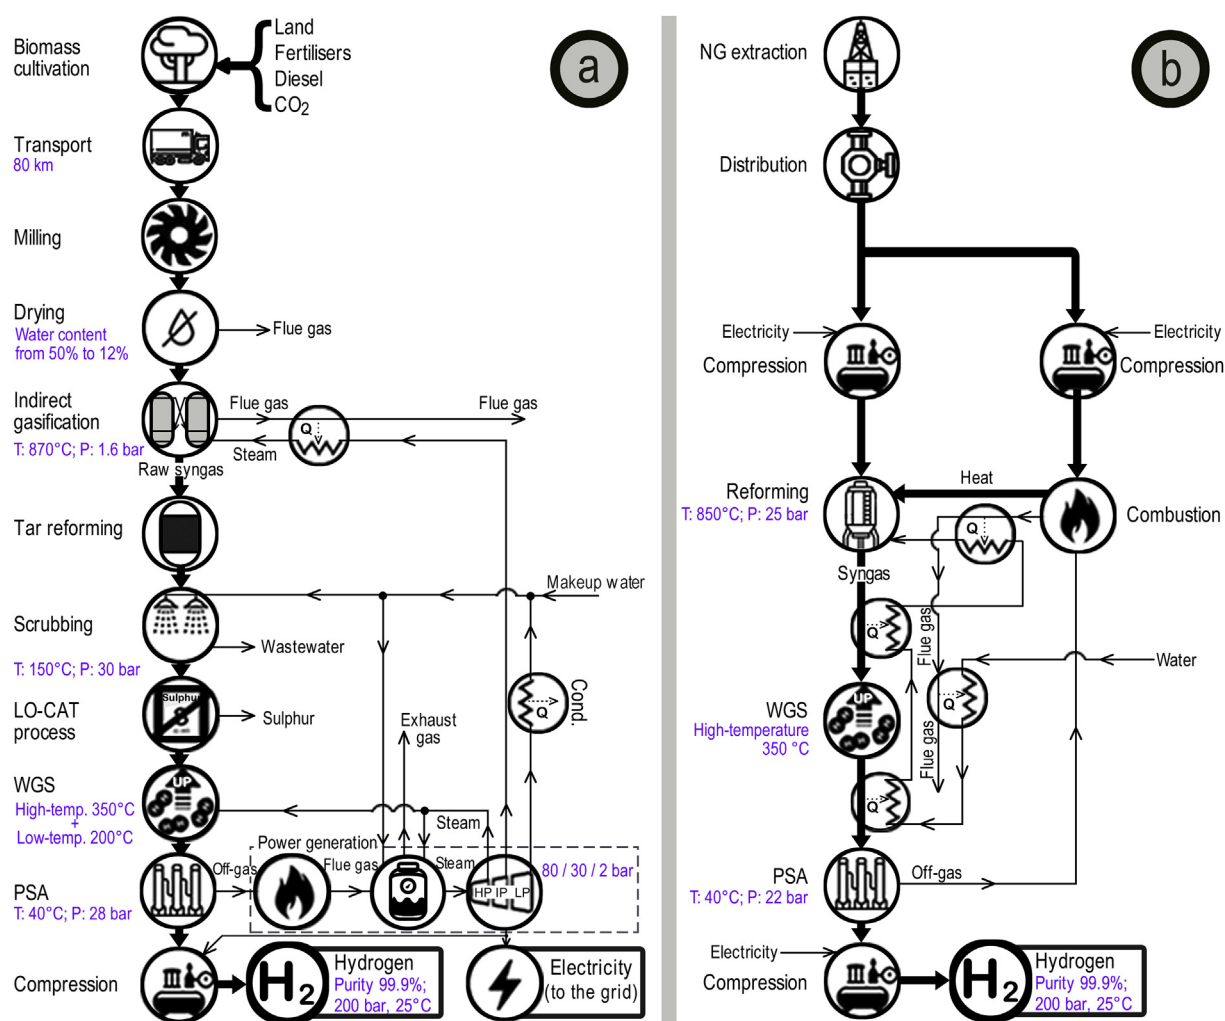 a
Biomass
cultivation
Land
Fertilisers
Diesel
CO₂
Transport
80 km
Milling
Drying
Water content
from 50% to 12%
Flue gas
Indirect
gasification
T: 870°C; P: 1.6 bar
Flue gas
Flue gas
Q
Steam
Raw syngas
Tar reforming
Makeup water
Scrubbing
T: 150°C; P: 30 bar
Wastewater
LO-CAT
process
Sulphur
S
Sulphur
Q
Cond.
Exhaust
gas
WGS
High-temp. 350°C
+
Low-temp. 200°C
UP
Steam
Power generation
PSA
T: 40°C; P: 28 bar
Off-gas
Flue gas
Steam
HP IP LP
80 / 30 / 2 bar
Compression
H₂
Hydrogen
Purity 99.9%;
200 bar, 25°C
Electricity
(to the grid)
b
NG extraction
Distribution
Electricity
Compression
Electricity
Compression
Reforming
T: 850°C; P: 25 bar
Heat
Q
Combustion
Syngas
Q
Flue gas
Water
Q
WGS
High-temperature
350 °C
UP
Flue gas
Q
PSA
T: 40°C; P: 22 bar
Off-gas
Electricity
Compression
H₂
Hydrogen
Purity 99.9%;
200 bar, 25°C